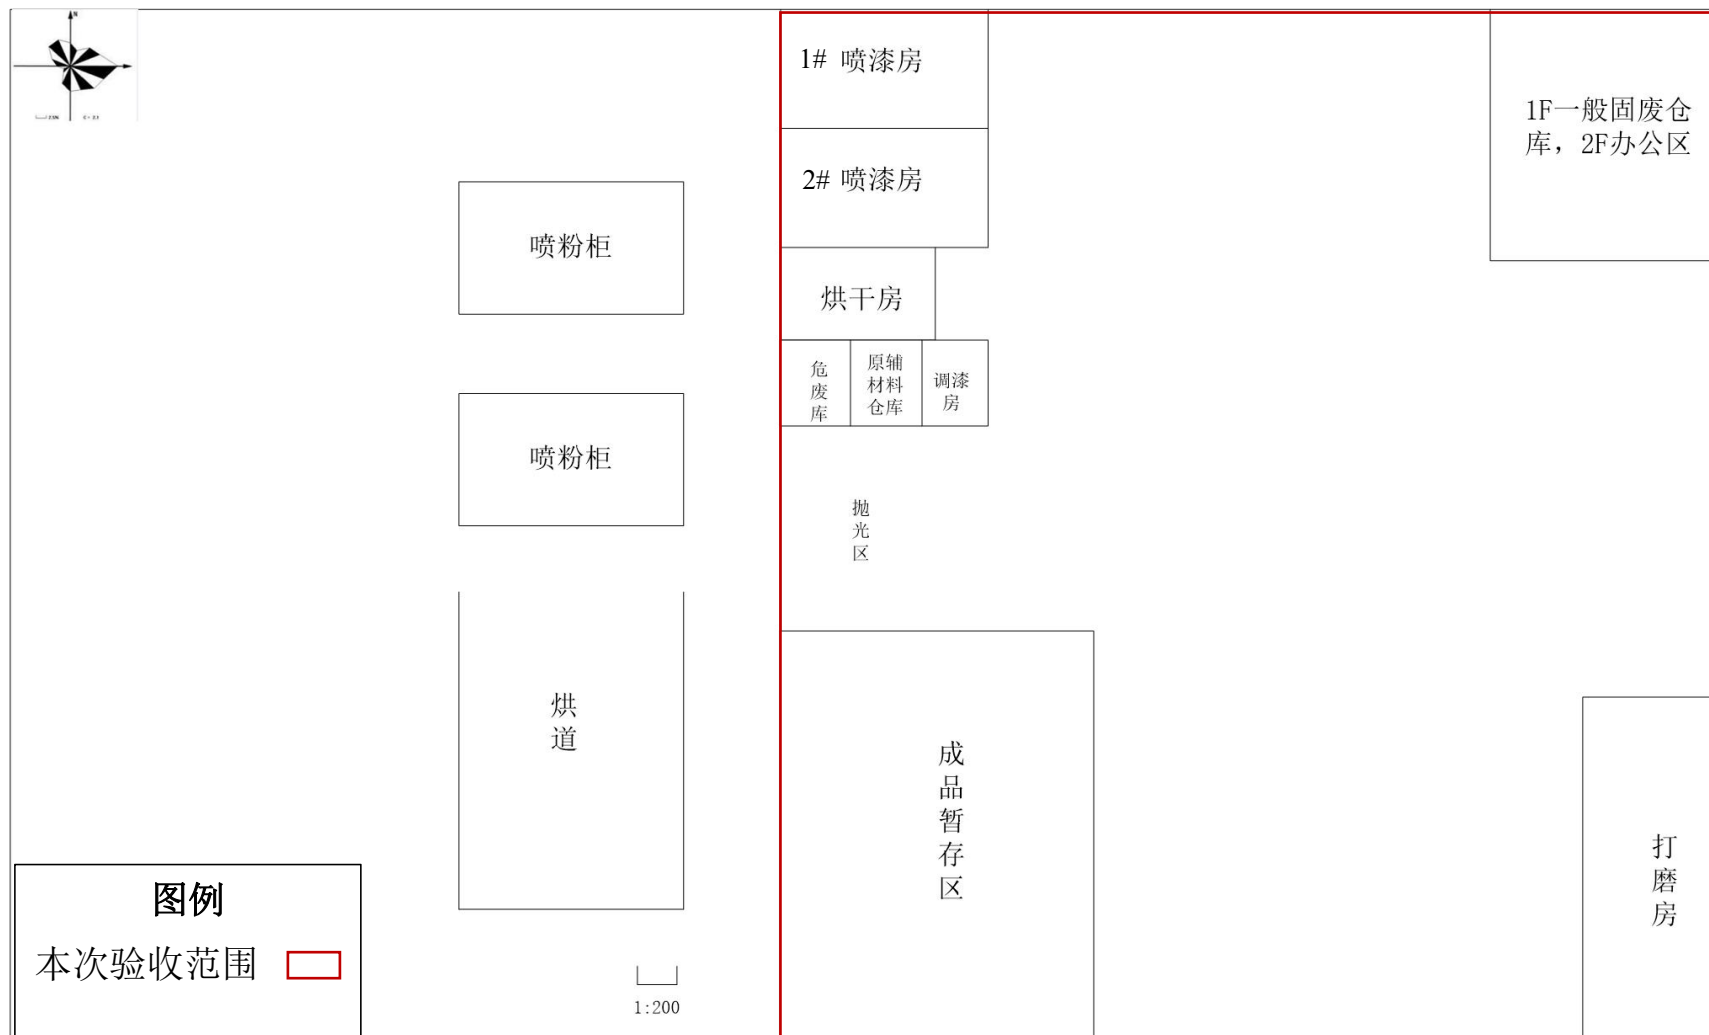 N
1# 喷漆房
2# 喷漆房
1F一般固废仓
库，2F办公区
喷粉柜
烘干房
危
废
库
原辅
材料
仓库
调漆
房
喷粉柜
抛
光
区
烘
道
成
品
暂
存
区
打
磨
房
图例
本次验收范围
1:200